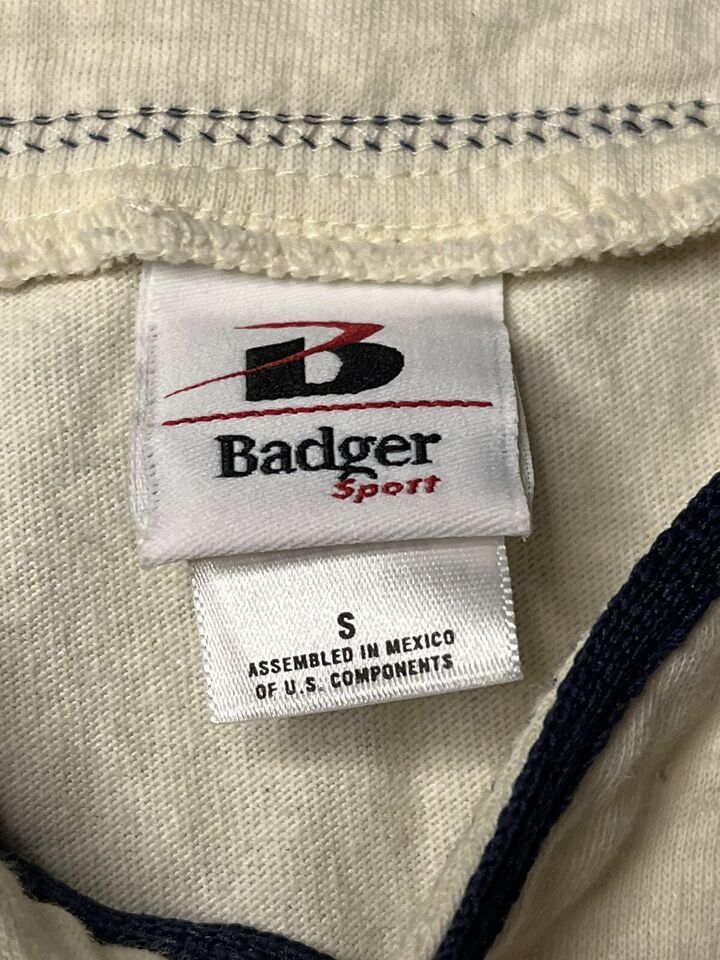 B
Badger
Sport
S
ASSEMBLED IN MEXICO
OF U.S. COMPONENTS